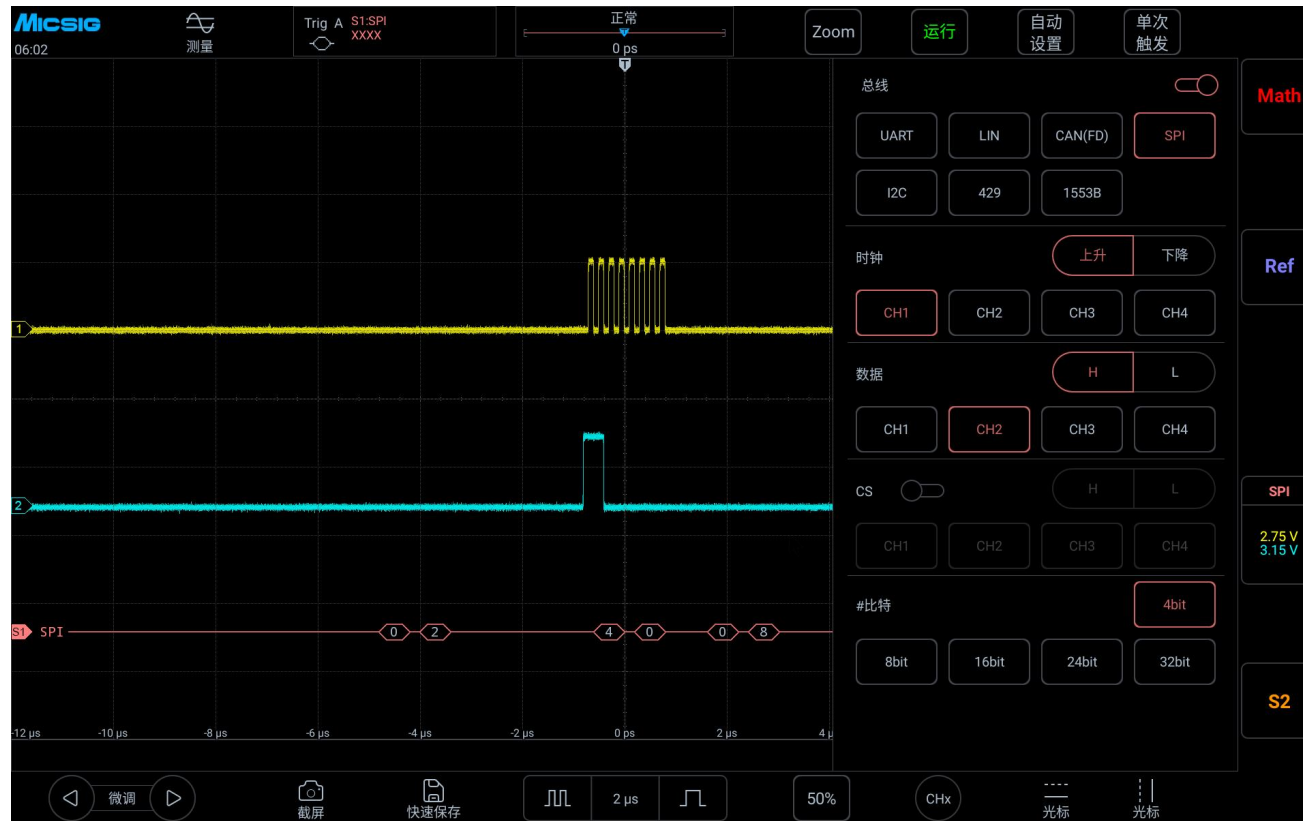 Micsig
06:02
测量
Trig A S1:SPI
XXXX
正常
0 ps
Zoom
运行
自动
设置
单次
触发
T
总线
Math
UART LIN CAN(FD) SPI
I2C 429 1553B
时钟 上升 下降
Ref
CH1 CH2 CH3 CH4
1
数据 H L
CH1 CH2 CH3 CH4
2
CS H L
SPI
CH1 CH2 CH3 CH4
2.75 V
3.15 V
#比特 4bit
S1 SPI 0 2 4 0 0 8
8bit 16bit 24bit 32bit
S2
-12 μs -10 μs -8 μs -6 μs -4 μs -2 μs 0 ps 2 μs 4 μ
微调
截屏
快速保存
2 μs
50%
CHx
光标
光标